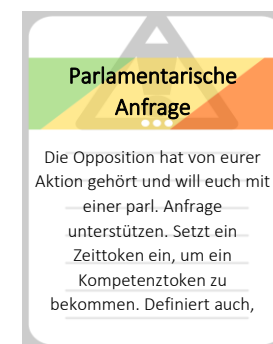 Parlamentarische
Anfrage
Die Opposition hat von eurer
Aktion gehört und will euch mit
einer parl. Anfrage
unterstützen. Setzt ein
Zeittoken ein, um ein
Kompetenztoken zu
bekommen. Definiert auch,